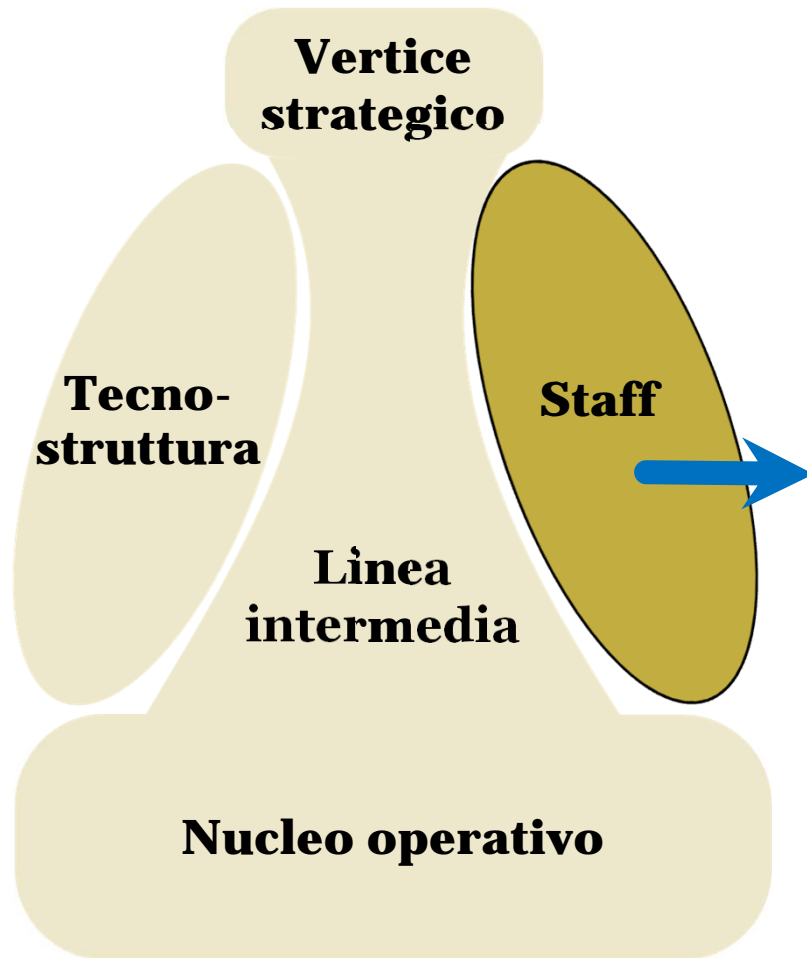 Vertice
strategico
Tecno-
struttura
Staff
Linea
intermedia
Nucleo operativo